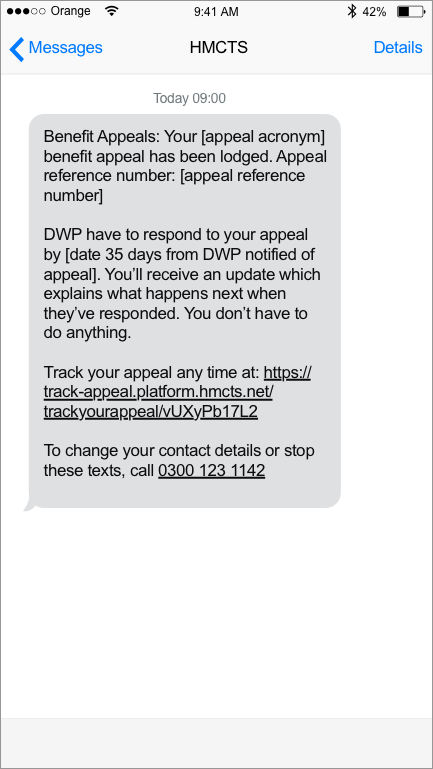 Orange 9:41 AM 42%
Messages HMCTS Details
Today 09:00
Benefit Appeals: Your [appeal acronym]
benefit appeal has been lodged. Appeal
reference number: [appeal reference
number]
DWP have to respond to your appeal
by [date 35 days from DWP notified of
appeal]. You’ll receive an update which
explains what happens next when
they’ve responded. You don’t have to
do anything.
Track your appeal any time at: https://
track-appeal.platform.hmcts.net/
trackyourappeal/vUXyPb17L2
To change your contact details or stop
these texts, call 0300 123 1142